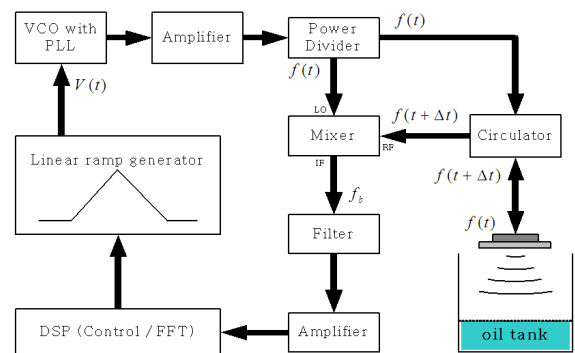 VCO with
PLL
Amplifier
Power
Divider
f(t)
f(t)
V(t)
LO
Mixer
RF
IF
f(t + Δt)
Circulator
Linear ramp generator
f(t + Δt)
f_b
f(t)
Filter
DSP (Control / FFT)
Amplifier
oil tank